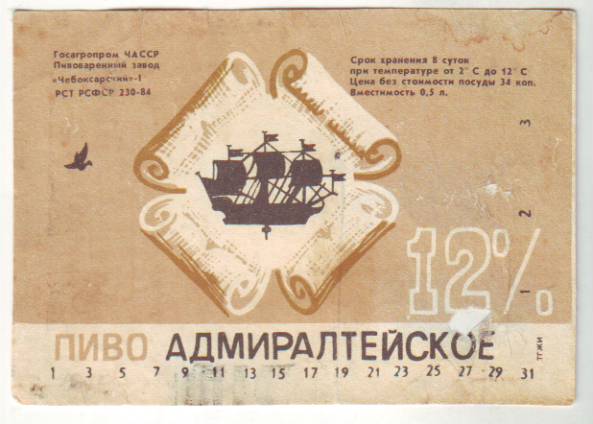 Госагропром ЧАССР
Пивоваренный завод
«Чебоксарский»-1
РСТ РСФСР 230-84
Срок хранения 8 суток
при температуре от 2° С до 12° С
Цена без стоимости посуды 34 коп.
Вместимость 0,5 л.
3
2
1
12%
ПИВО АДМИРАЛТЕЙСКОЕ
1 3 5 7 9 11 13 15 17 19 21 23 25 27 29 31